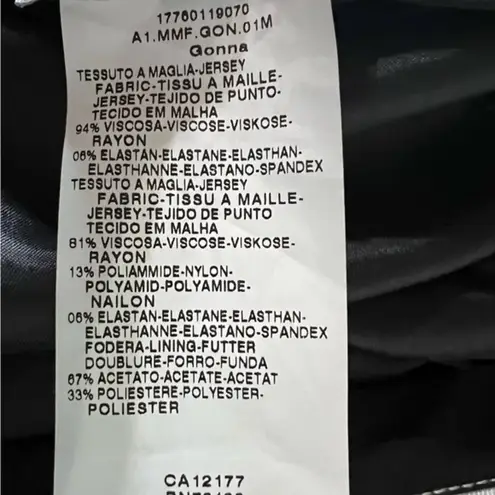 17760119070
A1.MMF.GON.01M
Gonna
TESSUTO A MAGLIA-JERSEY
FABRIC-TISSU A MAILLE-
JERSEY-TEJIDO DE PUNTO-
TECIDO EM MALHA
94% VISCOSA-VISCOSE-VISKOSE-
RAYON
06% ELASTAN-ELASTANE-ELASTHAN-
ELASTHANNE-ELASTANO-SPANDEX
TESSUTO A MAGLIA-JERSEY
FABRIC-TISSU A MAILLE-
JERSEY-TEJIDO DE PUNTO
TECIDO EM MALHA
81% VISCOSA-VISCOSE-VISKOSE-
RAYON
13% POLIAMMIDE-NYLON-
POLYAMID-POLYAMIDE-
NAILON
06% ELASTAN-ELASTANE-ELASTHAN-
ELASTHANNE-ELASTANO-SPANDEX
FODERA-LINING-FUTTER
DOUBLURE-FORRO-FUNDA
67% ACETATO-ACETATE-ACETAT
33% POLIESTERE-POLYESTER-
POLIESTER
CA12177